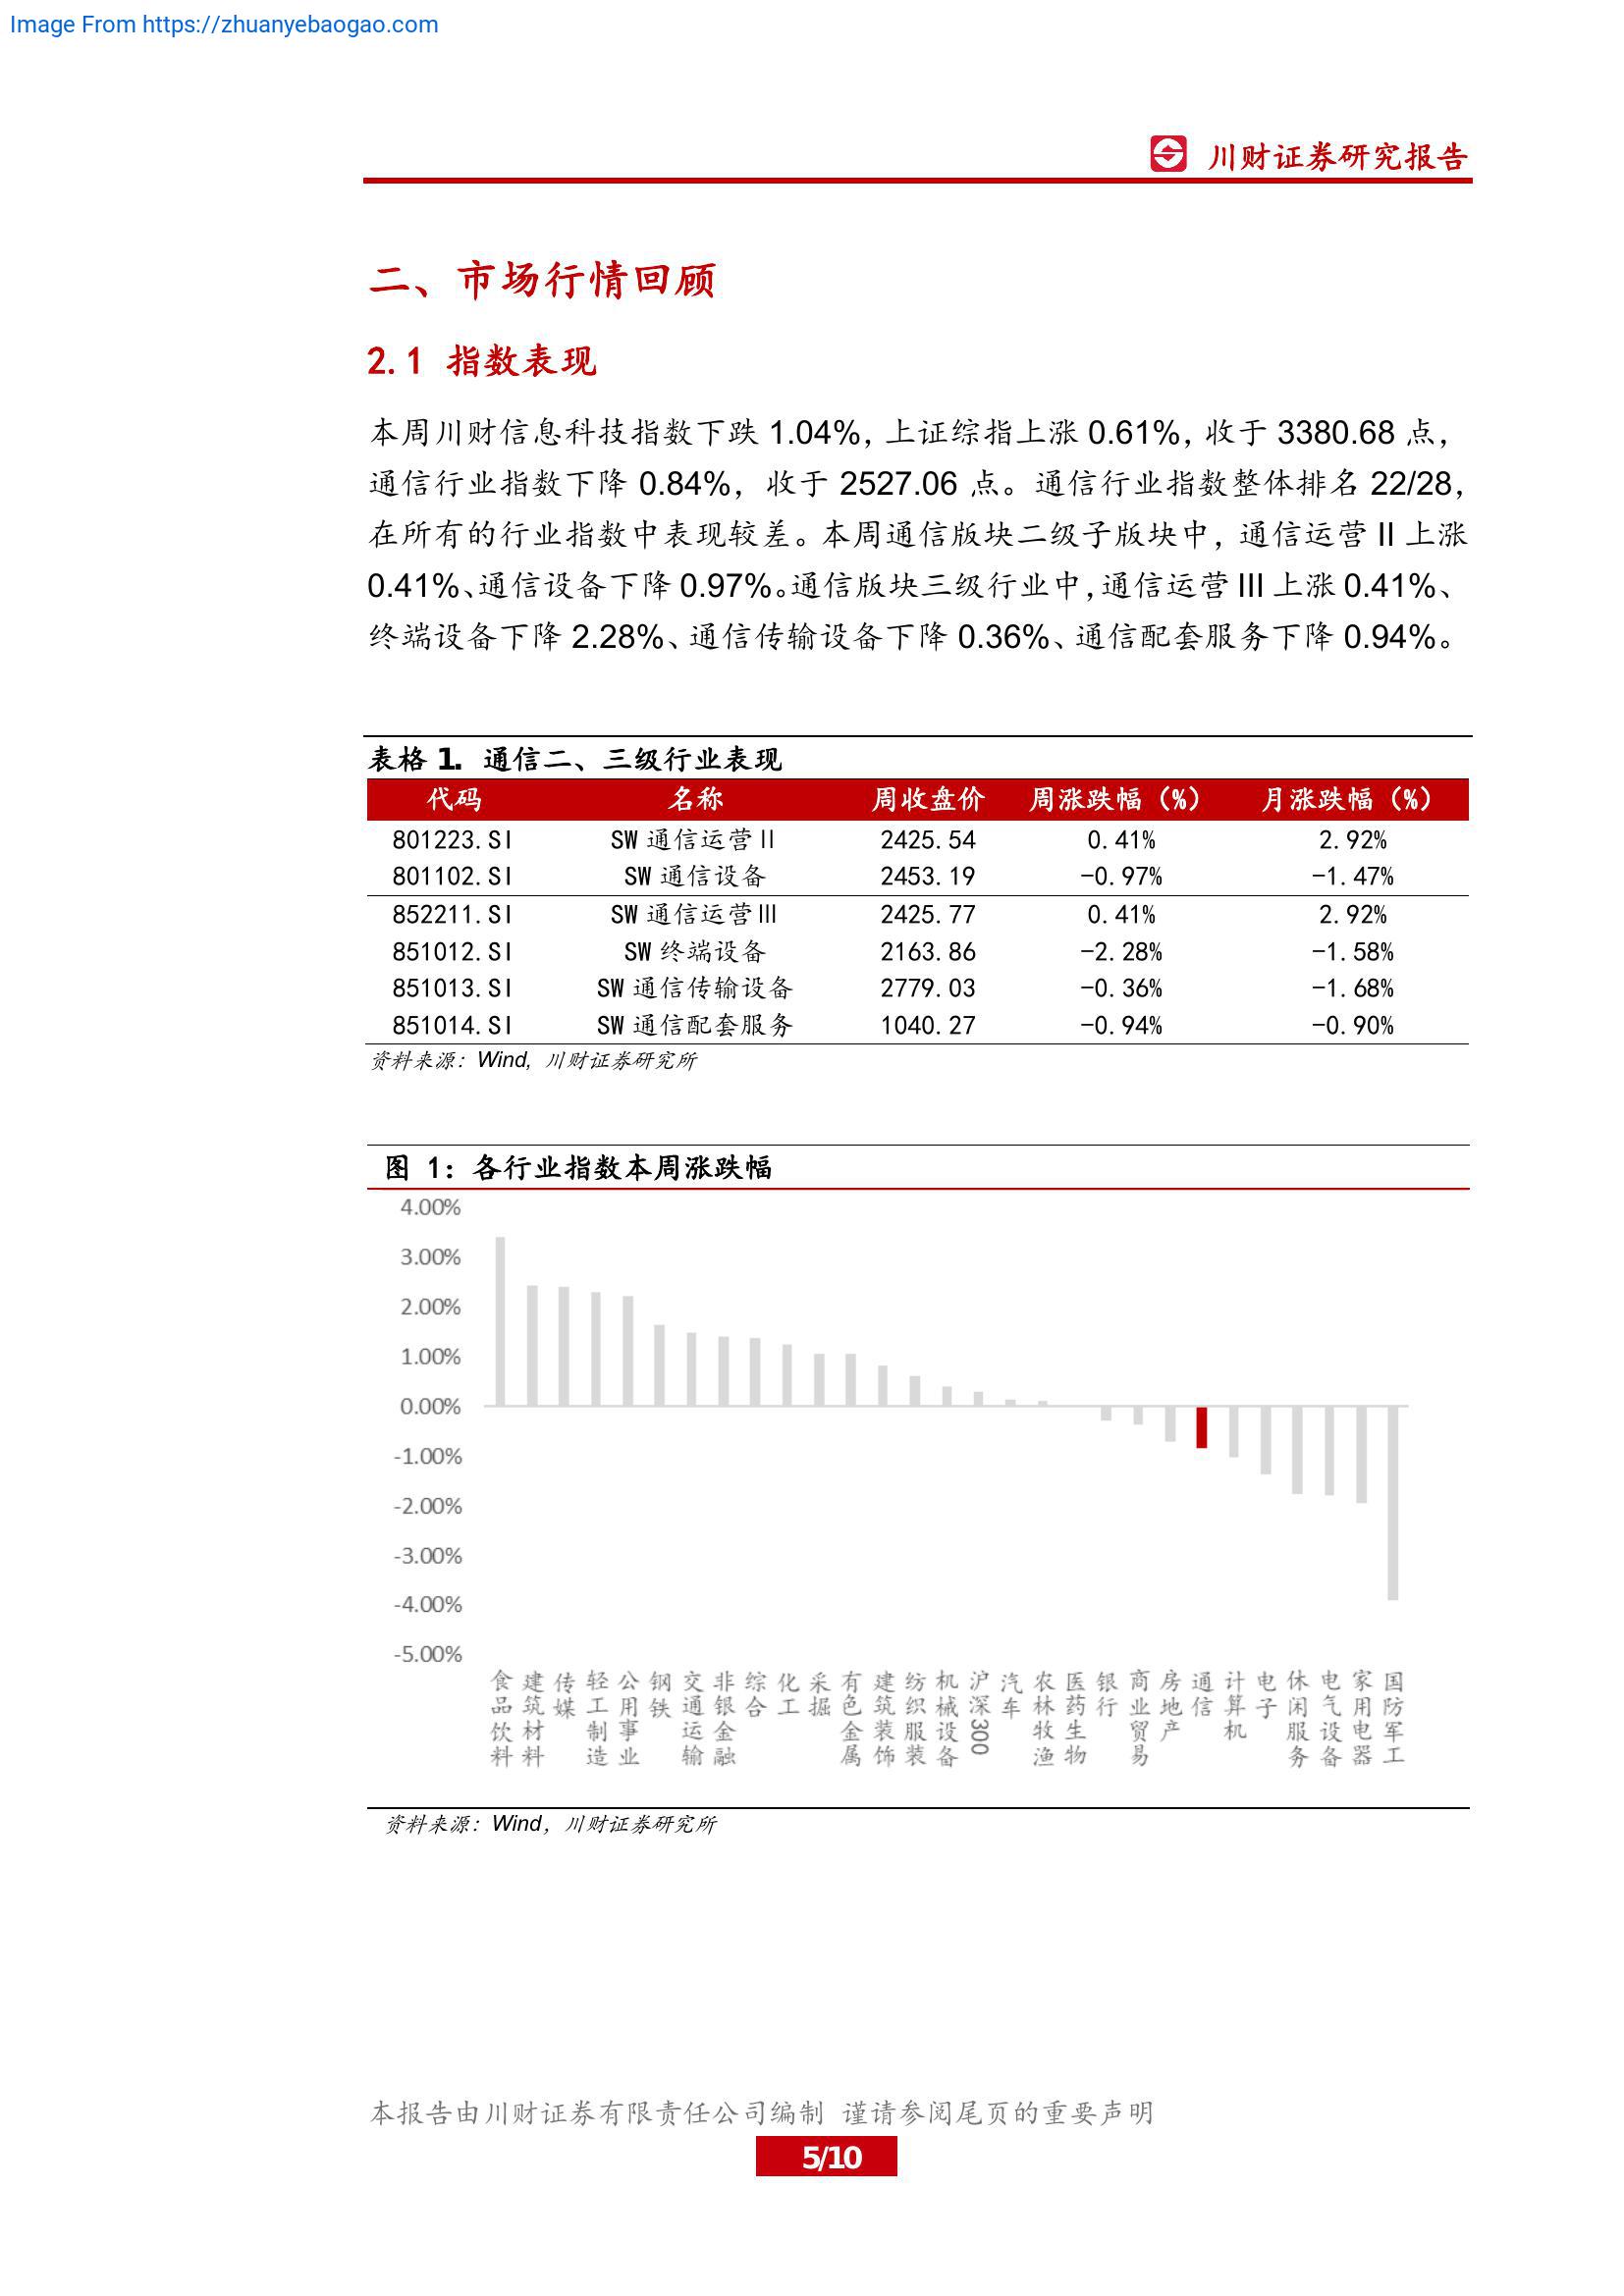 Image From https://zhuanyebaogao.com
川财证券研究报告
二、市场行情回顾
2.1 指数表现
本周川财信息科技指数下跌 1.04%，上证综指上涨 0.61%，收于 3380.68 点，
通信行业指数下降 0.84%，收于 2527.06 点。通信行业指数整体排名 22/28，
在所有的行业指数中表现较差。本周通信版块二级子版块中，通信运营 II 上涨
0.41%、通信设备下降 0.97%。通信版块三级行业中，通信运营 III 上涨 0.41%、
终端设备下降 2.28%、通信传输设备下降 0.36%、通信配套服务下降 0.94%。
表格 1. 通信二、三级行业表现
代码 名称 周收盘价 周涨跌幅（%） 月涨跌幅（%）
801223.SI SW 通信运营Ⅱ 2425.54 0.41% 2.92%
801102.SI SW 通信设备 2453.19 -0.97% -1.47%
852211.SI SW 通信运营Ⅲ 2425.77 0.41% 2.92%
851012.SI SW 终端设备 2163.86 -2.28% -1.58%
851013.SI SW 通信传输设备 2779.03 -0.36% -1.68%
851014.SI SW 通信配套服务 1040.27 -0.94% -0.90%
资料来源：Wind, 川财证券研究所
图 1：各行业指数本周涨跌幅
4.00%
3.00%
2.00%
1.00%
0.00%
-1.00%
-2.00%
-3.00%
-4.00%
-5.00%
食品饮料
建筑材料
传媒
轻工制造
公用事业
钢铁
交通运输
非银金融
综合
化工
采掘
有色金属
建筑装饰
纺织服装
机械设备
沪深300
汽车
农林牧渔
医药生物
银行
商业贸易
房地产
通信
计算机
电子
休闲服务
电气设备
家用电器
国防军工
资料来源：Wind，川财证券研究所
本报告由川财证券有限责任公司编制 谨请参阅尾页的重要声明
5/10